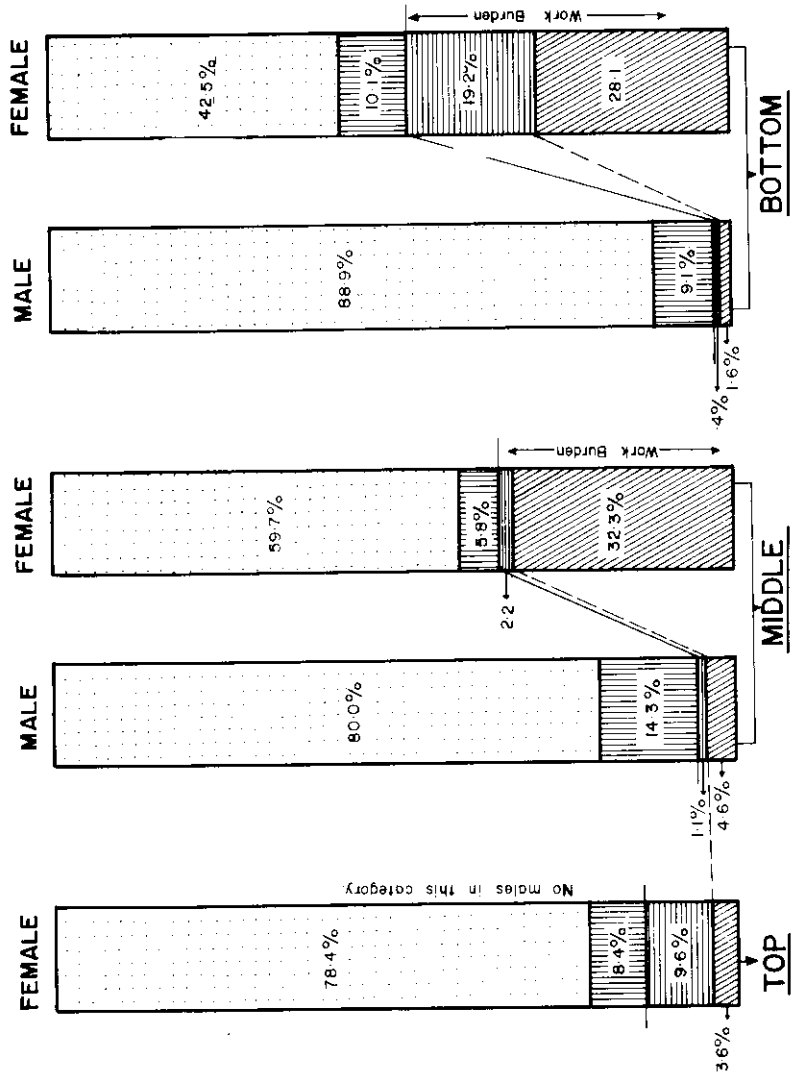 FEMALE
78·4%
8·4%
9·6%
3·6%
No males in this category.
TOP
MALE
80·0%
14·3%
1·1%
4·6%
FEMALE
59·7%
5·8%
2·2
32·3%
Work Burden
MIDDLE
MALE
88·9%
9·1%
·4%
1·6%
FEMALE
42·5%
10·1%
19·2%
28·1
Work Burden
BOTTOM